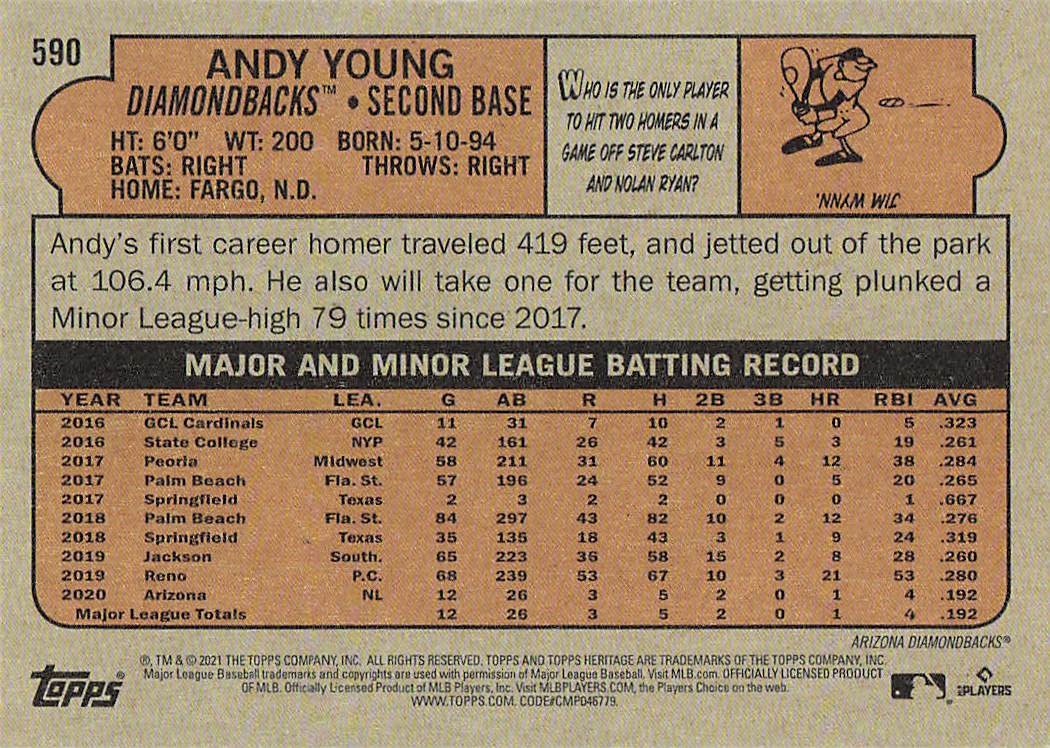 590
ANDY YOUNG
DIAMONDBACKS™ • SECOND BASE
HT: 6'0" WT: 200 BORN: 5-10-94
BATS: RIGHT THROWS: RIGHT
HOME: FARGO, N.D.
WHO IS THE ONLY PLAYER
TO HIT TWO HOMERS IN A
GAME OFF STEVE CARLTON
AND NOLAN RYAN?
JIM WYNN.
Andy's first career homer traveled 419 feet, and jetted out of the park
at 106.4 mph. He also will take one for the team, getting plunked a
Minor League-high 79 times since 2017.
MAJOR AND MINOR LEAGUE BATTING RECORD
YEAR TEAM LEA. G AB R H 2B 3B HR RBI AVG
2016 GCL Cardinals GCL 11 31 7 10 2 1 0 5 .323
2016 State College NYP 42 161 26 42 3 5 3 19 .261
2017 Peoria Midwest 58 211 31 60 11 4 12 38 .284
2017 Palm Beach Fla. St. 57 196 24 52 9 0 5 20 .265
2017 Springfield Texas 2 3 2 2 0 0 0 1 .667
2018 Palm Beach Fla. St. 84 297 43 82 10 2 12 34 .276
2018 Springfield Texas 35 135 18 43 3 1 9 24 .319
2019 Jackson South. 65 223 36 58 15 2 8 28 .260
2019 Reno P.C. 68 239 53 67 10 3 21 53 .280
2020 Arizona NL 12 26 3 5 2 0 1 4 .192
Major League Totals 12 26 3 5 2 0 1 4 .192
ARIZONA DIAMONDBACKS®
®, TM & © 2021 THE TOPPS COMPANY, INC. ALL RIGHTS RESERVED. TOPPS AND TOPPS HERITAGE ARE TRADEMARKS OF THE TOPPS COMPANY, INC.
Major League Baseball trademarks and copyrights are used with permission of Major League Baseball. Visit MLB.com. OFFICIALLY LICENSED PRODUCT
OF MLB. Officially Licensed Product of MLB Players, Inc. Visit MLBPLAYERS.COM, the Players Choice on the web.
WWW.TOPPS.COM. CODE#CMP046779.
topps®
MLB PLAYERS